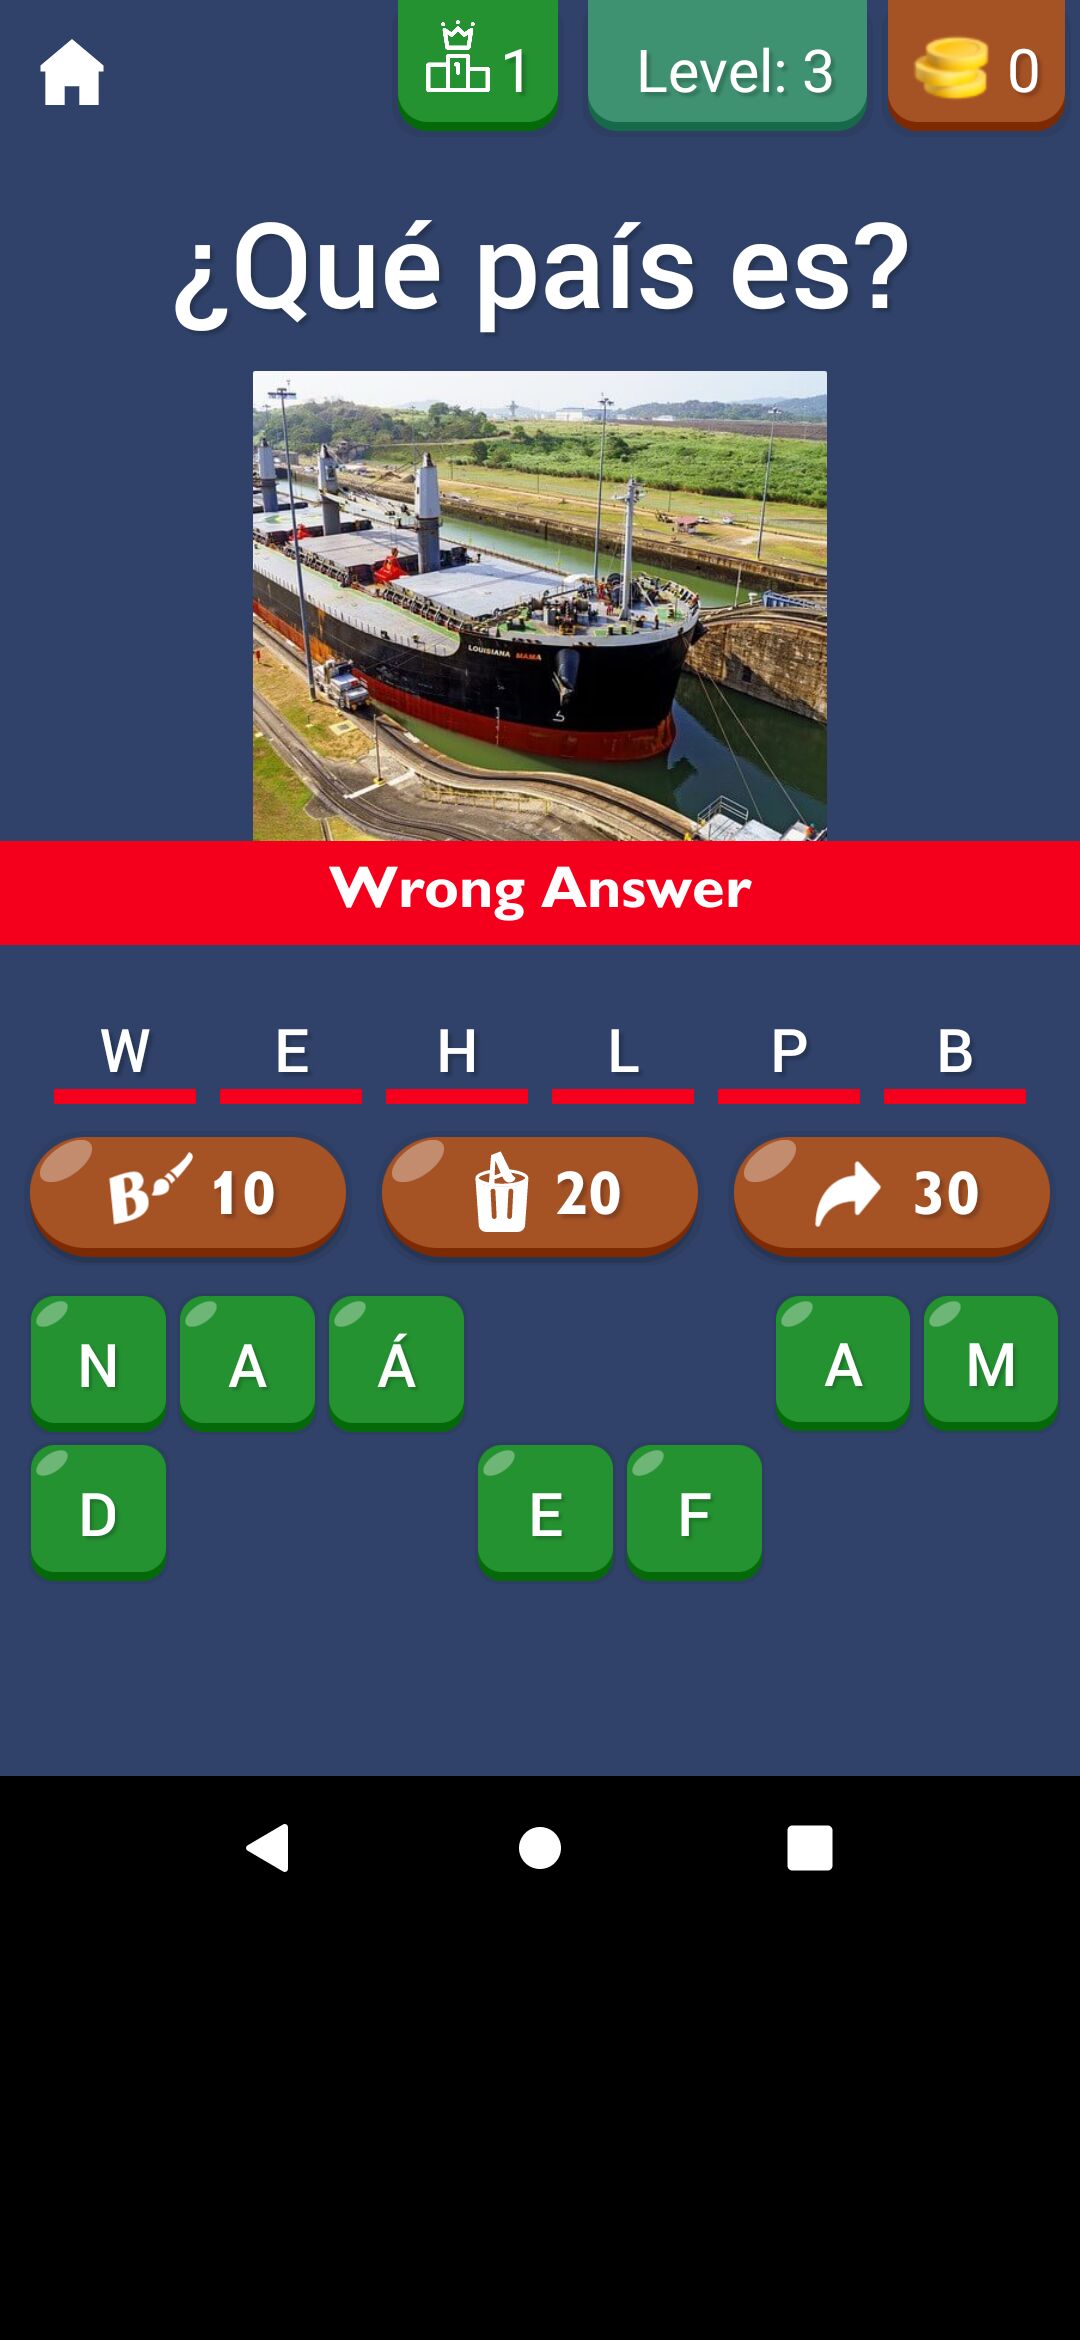 1 Level: 3 0
¿Qué país es?
LOUISIANA MAMA
Wrong Answer
W E H L P B
B 10 20 30
N A Á A M
D E F